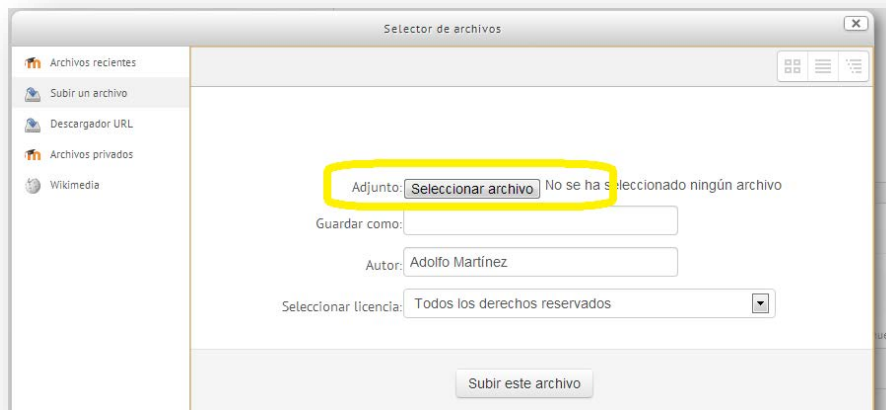 Selector de archivos
Archivos recientes
Subir un archivo
Descargador URL
Archivos privados
Wikimedia
Adjunto: Seleccionar archivo No se ha seleccionado ningún archivo
Guardar como:
Autor: Adolfo Martínez
Seleccionar licencia: Todos los derechos reservados
Subir este archivo